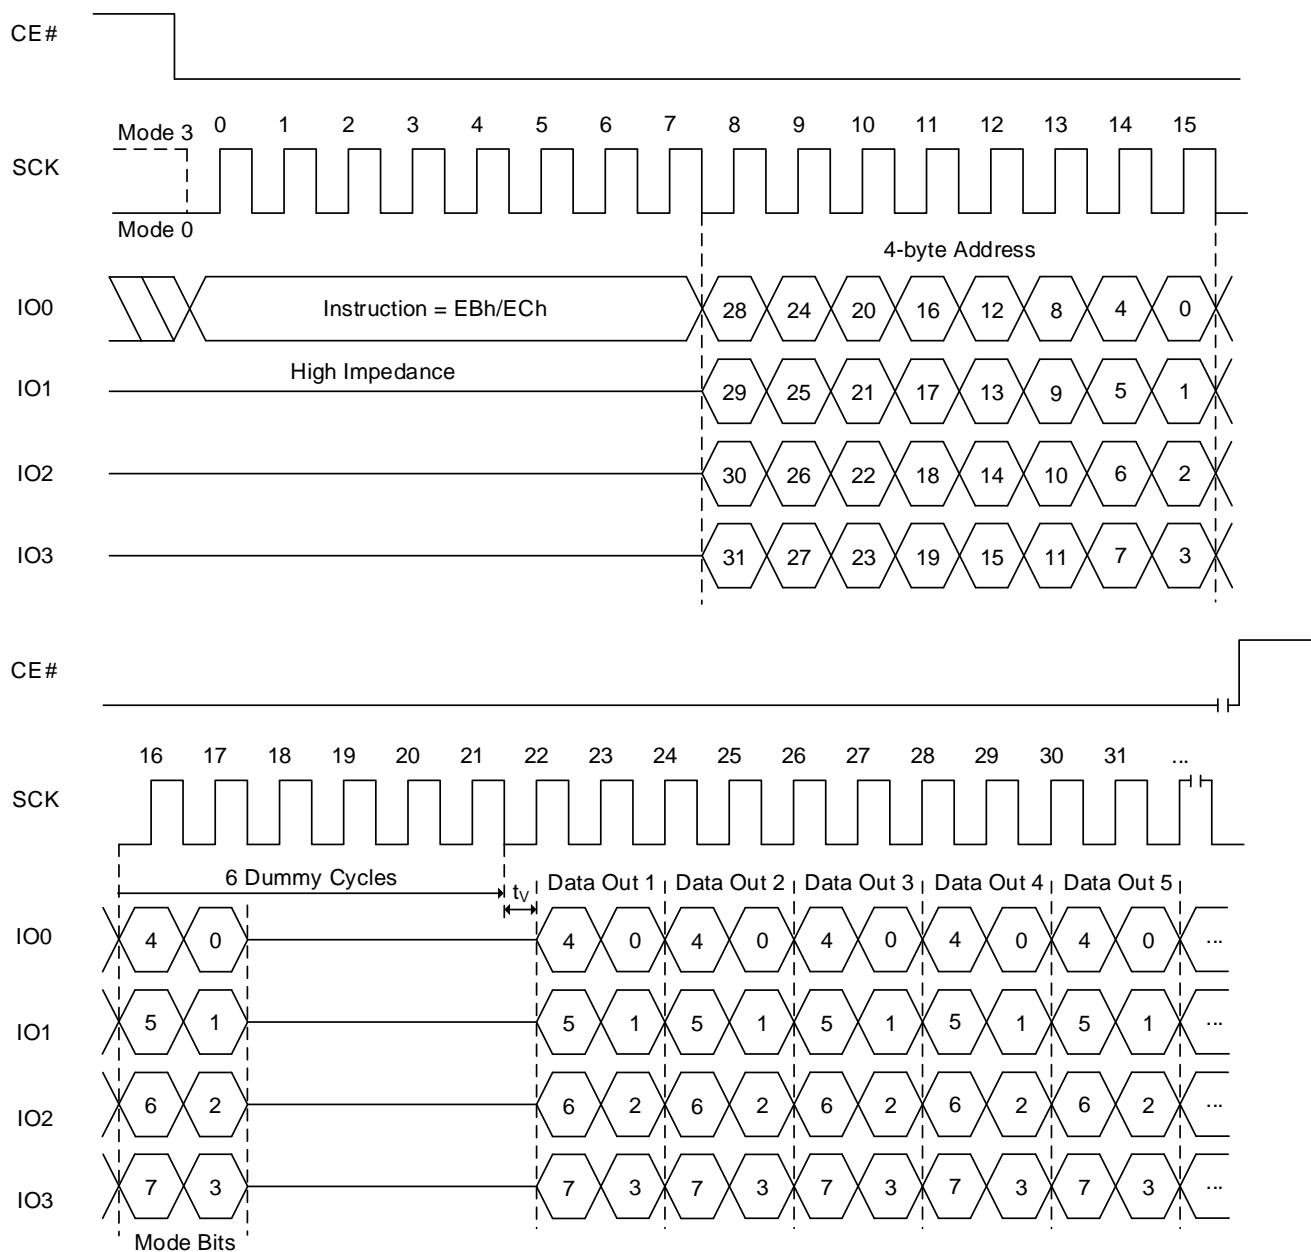 CE#
Mode 3 0 1 2 3 4 5 6 7 8 9 10 11 12 13 14 15
SCK
Mode 0
4-byte Address
IO0 Instruction = EBh/ECh 28 24 20 16 12 8 4 0
High Impedance
IO1 29 25 21 17 13 9 5 1
IO2 30 26 22 18 14 10 6 2
IO3 31 27 23 19 15 11 7 3
CE#
16 17 18 19 20 21 22 23 24 25 26 27 28 29 30 31 ...
SCK
6 Dummy Cycles tV Data Out 1 Data Out 2 Data Out 3 Data Out 4 Data Out 5
IO0 4 0 4 0 4 0 4 0 4 0 4 0 ...
IO1 5 1 5 1 5 1 5 1 5 1 5 1 ...
IO2 6 2 6 2 6 2 6 2 6 2 6 2 ...
IO3 7 3 7 3 7 3 7 3 7 3 7 3 ...
Mode Bits